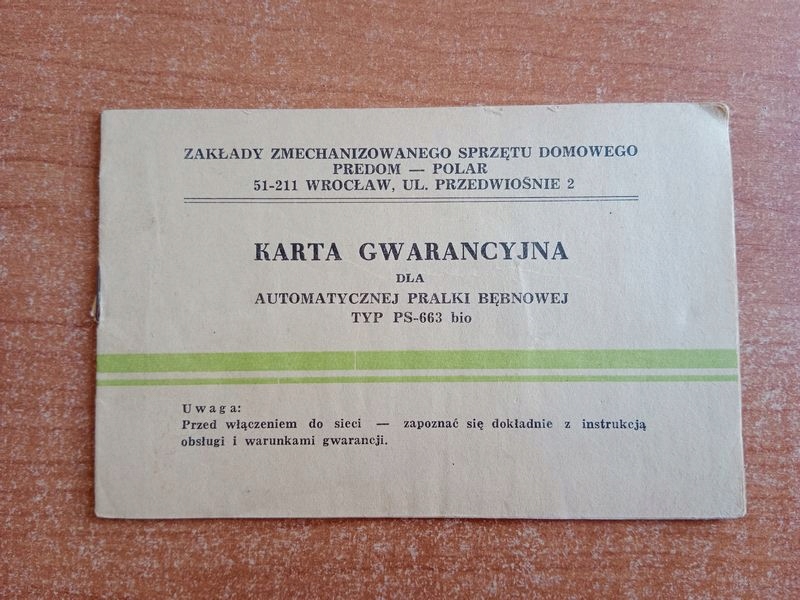 ZAKŁADY ZMECHANIZOWANEGO SPRZĘTU DOMOWEGO
PREDOM — POLAR
51-211 WROCŁAW, UL. PRZEDWIOŚNIE 2
KARTA GWARANCYJNA
DLA
AUTOMATYCZNEJ PRALKI BĘBNOWEJ
TYP PS-663 bio
Uwaga:
Przed włączeniem do sieci — zapoznać się dokładnie z instrukcją
obsługi i warunkami gwarancji.